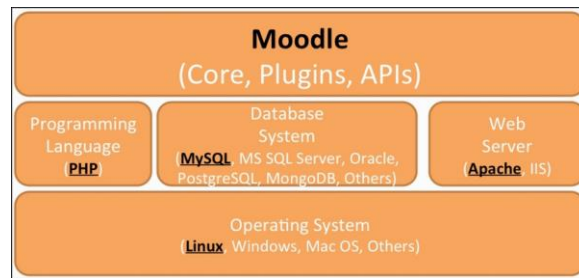 Moodle
(Core, Plugins, APIs)
Programming
Language
(PHP)
Database
System
(MySQL, MS SQL Server, Oracle,
PostgreSQL, MongoDB, Others)
Web
Server
(Apache, IIS)
Operating System
(Linux, Windows, Mac OS, Others)